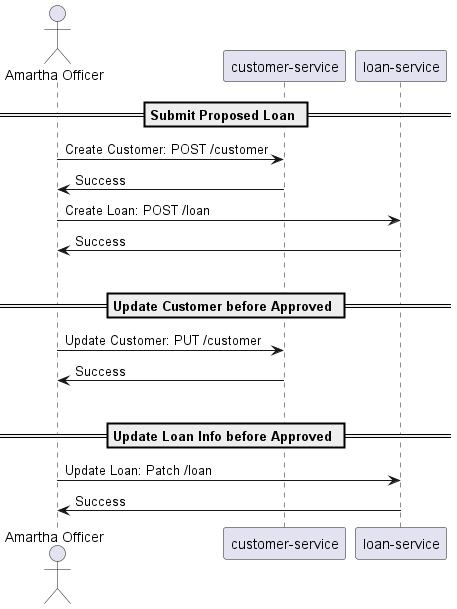 Amartha Officer
customer-service
loan-service
Submit Proposed Loan
Create Customer: POST /customer
Success
Create Loan: POST /loan
Success
Update Customer before Approved
Update Customer: PUT /customer
Success
Update Loan Info before Approved
Update Loan: Patch /loan
Success
Amartha Officer
customer-service
loan-service